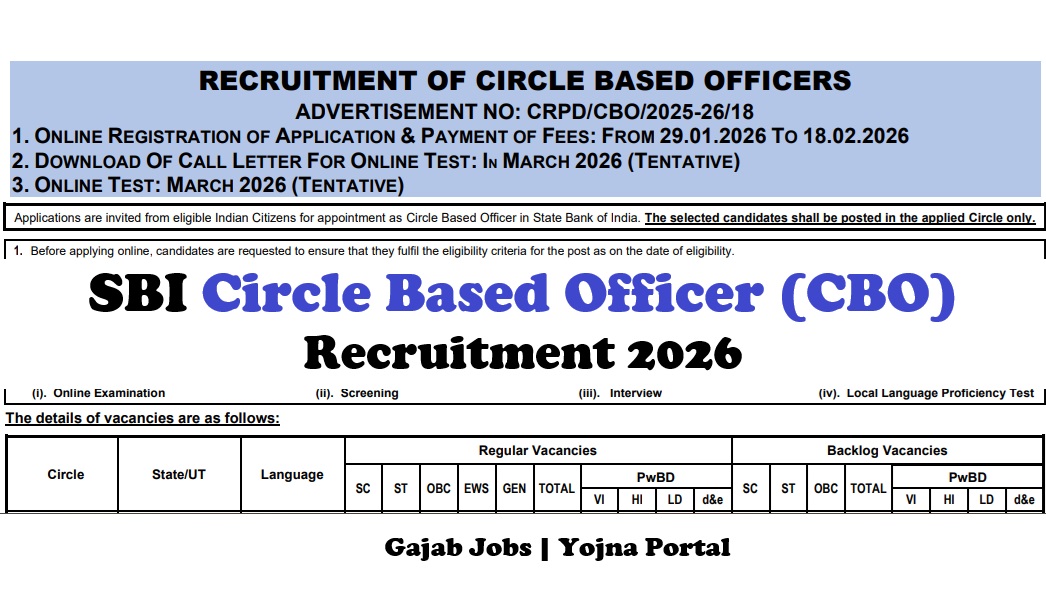 RECRUITMENT OF CIRCLE BASED OFFICERS
ADVERTISEMENT NO: CRPD/CBO/2025-26/18
1. ONLINE REGISTRATION OF APPLICATION & PAYMENT OF FEES: FROM 29.01.2026 TO 18.02.2026
2. DOWNLOAD OF CALL LETTER FOR ONLINE TEST: In MARCH 2026 (TENTATIVE)
3. ONLINE TEST: MARCH 2026 (TENTATIVE)
Applications are invited from eligible Indian Citizens for appointment as Circle Based Officer in State Bank of India. The selected candidates shall be posted in the applied Circle only.
1. Before applying online, candidates are requested to ensure that they fulfil the eligibility criteria for the post as on the date of eligibility.
SBI Circle Based Officer (CBO)
Recruitment 2026
(i). Online Examination (ii). Screening (iii). Interview (iv). Local Language Proficiency Test
The details of vacancies are as follows:
Circle State/UT Language Regular Vacancies Backlog Vacancies
SC ST OBC EWS GEN TOTAL PwBD SC ST OBC TOTAL PwBD
VI HI LD d&e VI HI LD d&e
Gajab Jobs | Yojna Portal